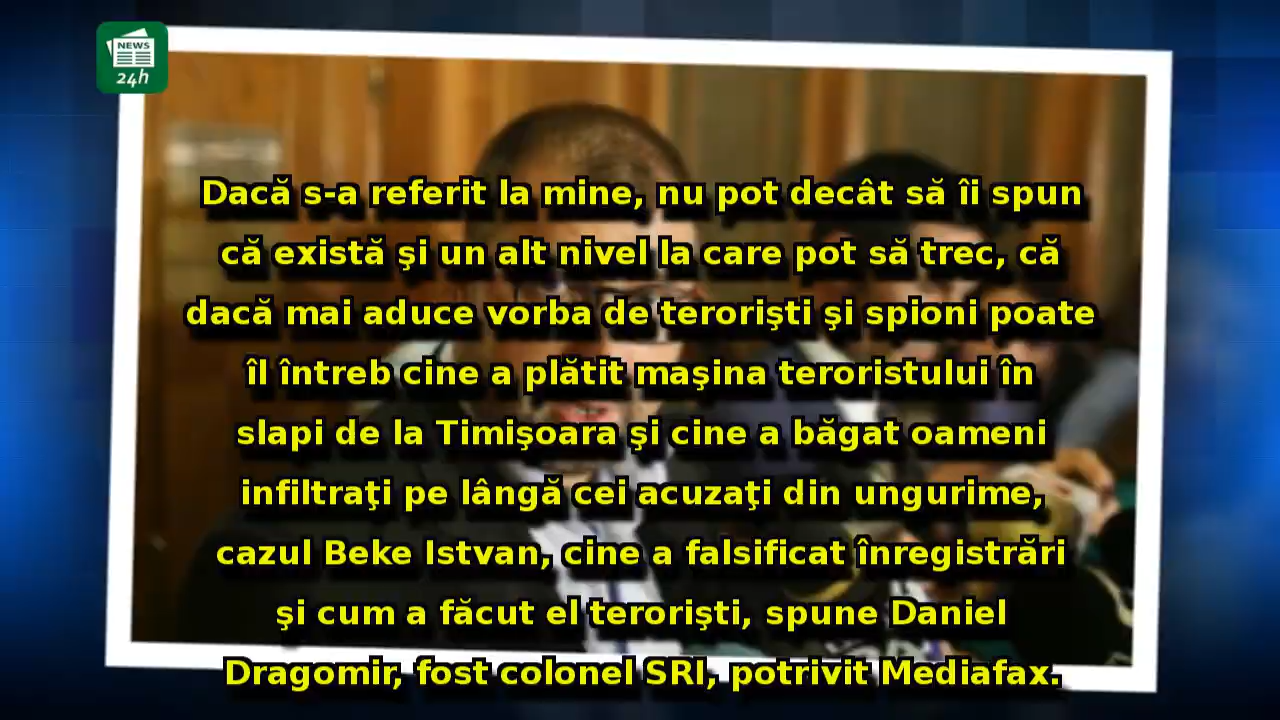 NEWS
24h
Dacă s-a referit la mine, nu pot decât să îi spun
că există şi un alt nivel la care pot să trec, că
dacă mai aduce vorba de terorişti şi spioni poate
îl întreb cine a plătit maşina teroristului în
slapi de la Timişoara şi cine a băgat oameni
infiltraţi pe lângă cei acuzaţi din ungurime,
cazul Beke Istvan, cine a falsificat înregistrări
şi cum a făcut el terorişti, spune Daniel
Dragomir, fost colonel SRI, potrivit Mediafax.